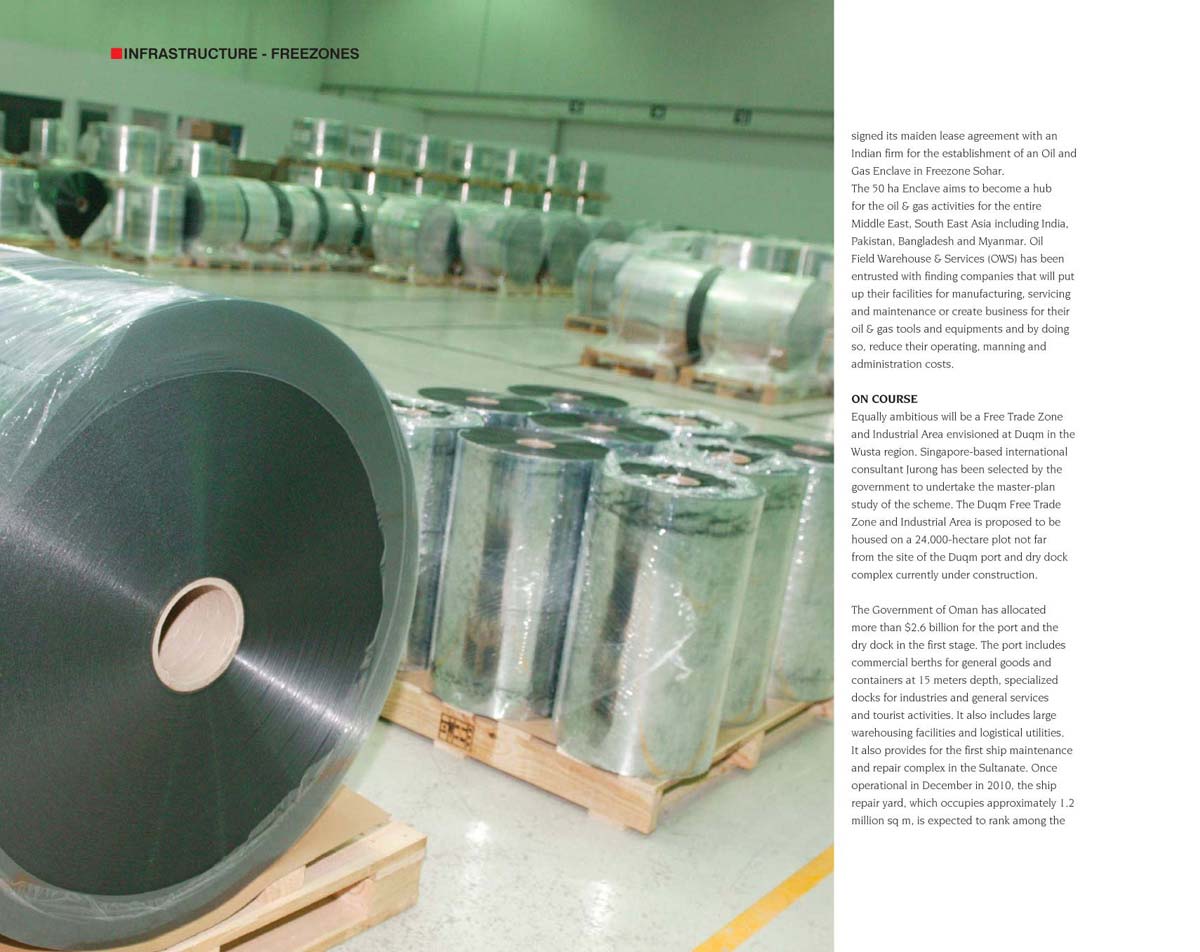 INFRASTRUCTURE - FREEZONES
signed its maiden lease agreement with an
Indian firm for the establishment of an Oil and
Gas Enclave in Freezone Sohar.
The 50 ha Enclave aims to become a hub
for the oil & gas activities for the entire
Middle East, South East Asia including India,
Pakistan, Bangladesh and Myanmar. Oil
Field Warehouse & Services (OWS) has been
entrusted with finding companies that will put
up their facilities for manufacturing, servicing
and maintenance or create business for their
oil & gas tools and equipments and by doing
so, reduce their operating, manning and
administration costs.
ON COURSE
Equally ambitious will be a Free Trade Zone
and Industrial Area envisioned at Duqm in the
Wusta region. Singapore-based international
consultant Jurong has been selected by the
government to undertake the master-plan
study of the scheme. The Duqm Free Trade
Zone and Industrial Area is proposed to be
housed on a 24,000-hectare plot not far
from the site of the Duqm port and dry dock
complex currently under construction.
The Government of Oman has allocated
more than $2.6 billion for the port and the
dry dock in the first stage. The port includes
commercial berths for general goods and
containers at 15 meters depth, specialized
docks for industries and general services
and tourist activities. It also includes large
warehousing facilities and logistical utilities.
It also provides for the first ship maintenance
and repair complex in the Sultanate. Once
operational in December in 2010, the ship
repair yard, which occupies approximately 1.2
million sq m, is expected to rank among the